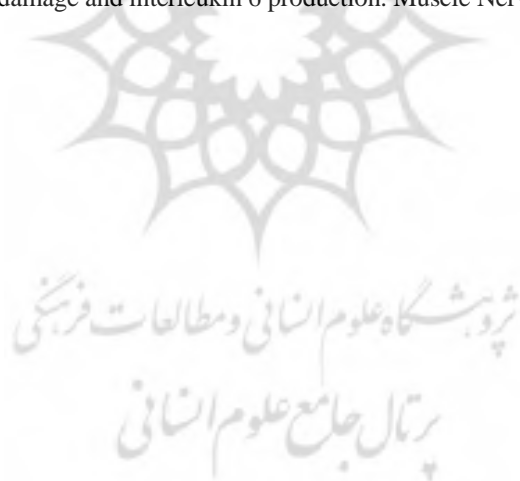 damage and interleukin 6 production. Muscle Ner
پژوهشگاه علوم انسانی و مطالعات فرهنگی
پرتال جامع علوم انسانی